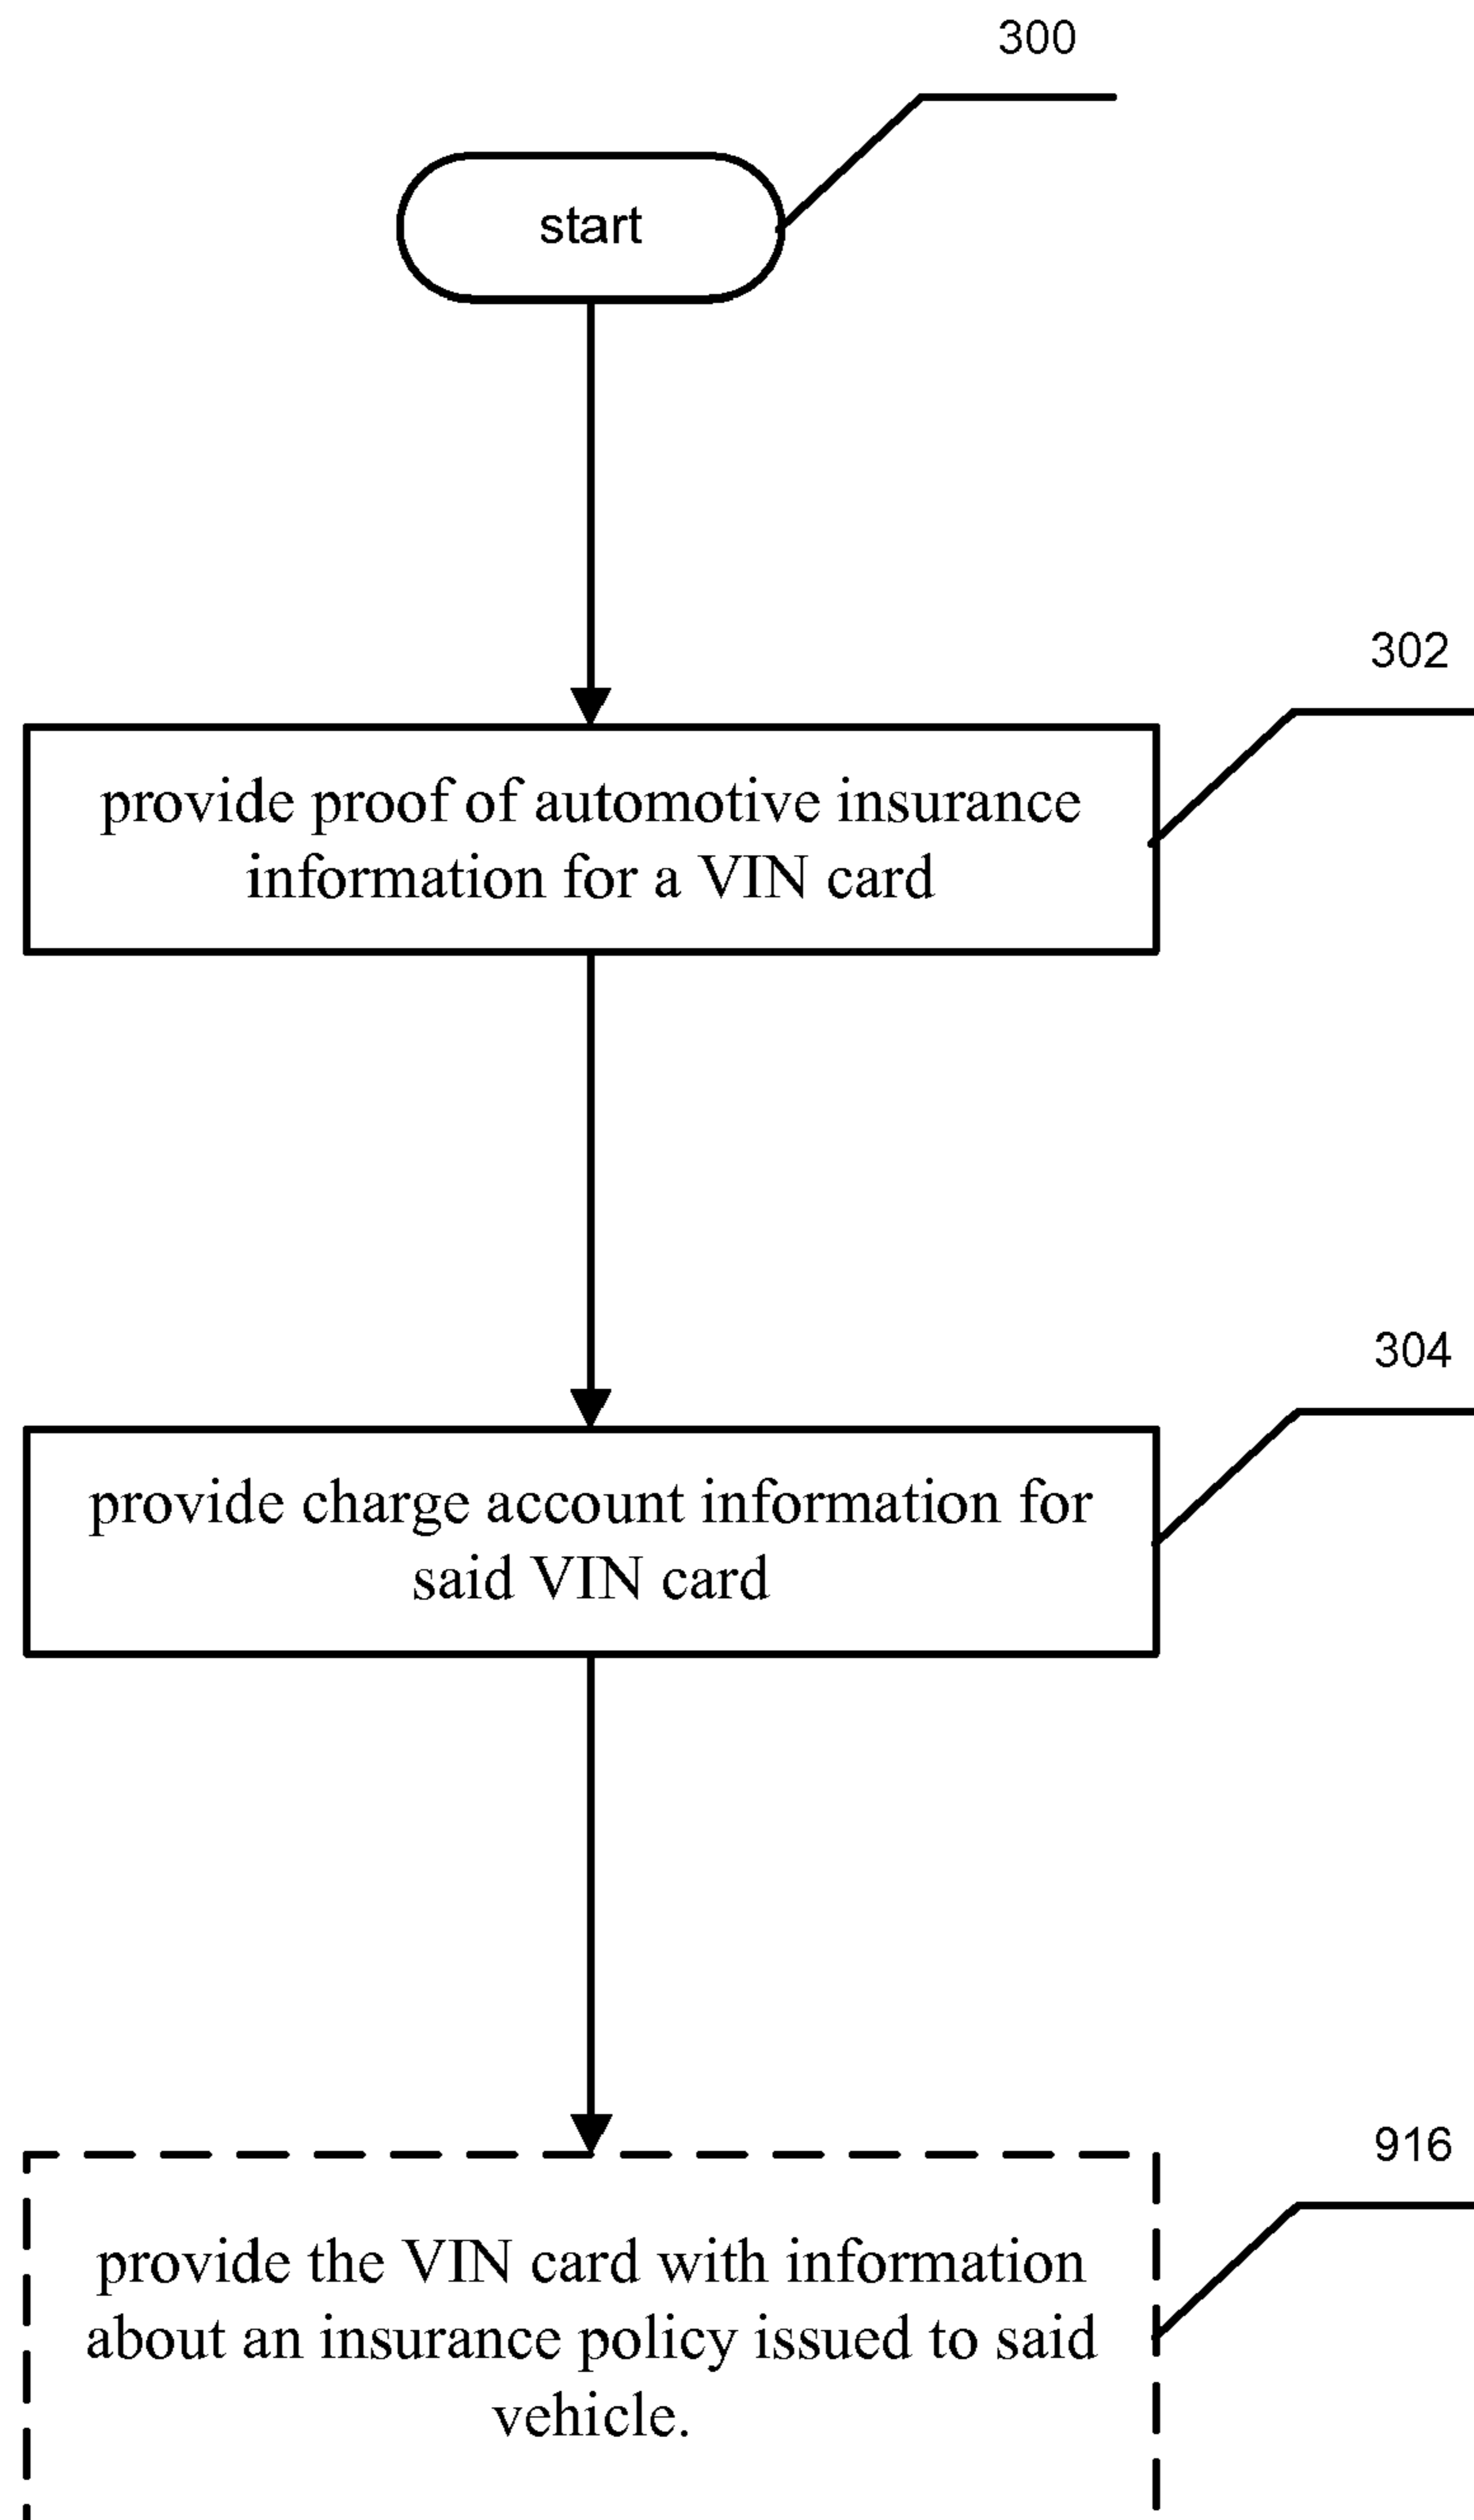 300
start
302
provide proof of automotive insurance
information for a VIN card
304
provide charge account information for
said VIN card
916
provide the VIN card with information
about an insurance policy issued to said
vehicle.